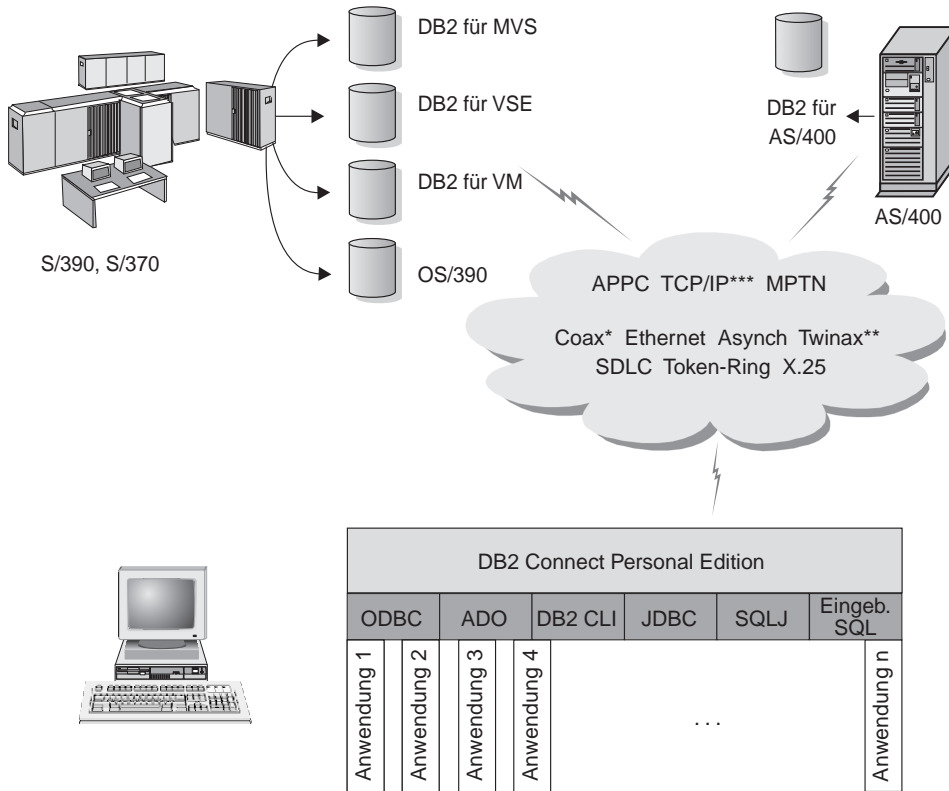 DB2 für MVS
DB2 für VSE
DB2 für VM
OS/390
S/390, S/370
DB2 für
AS/400
AS/400
APPC TCP/IP*** MPTN
Coax* Ethernet Asynch Twinax**
SDLC Token-Ring X.25
DB2 Connect Personal Edition
ODBC
ADO
DB2 CLI
JDBC
SQLJ
Eingeb.
SQL
Anwendung 1
Anwendung 2
Anwendung 3
Anwendung 4
. . .
Anwendung n